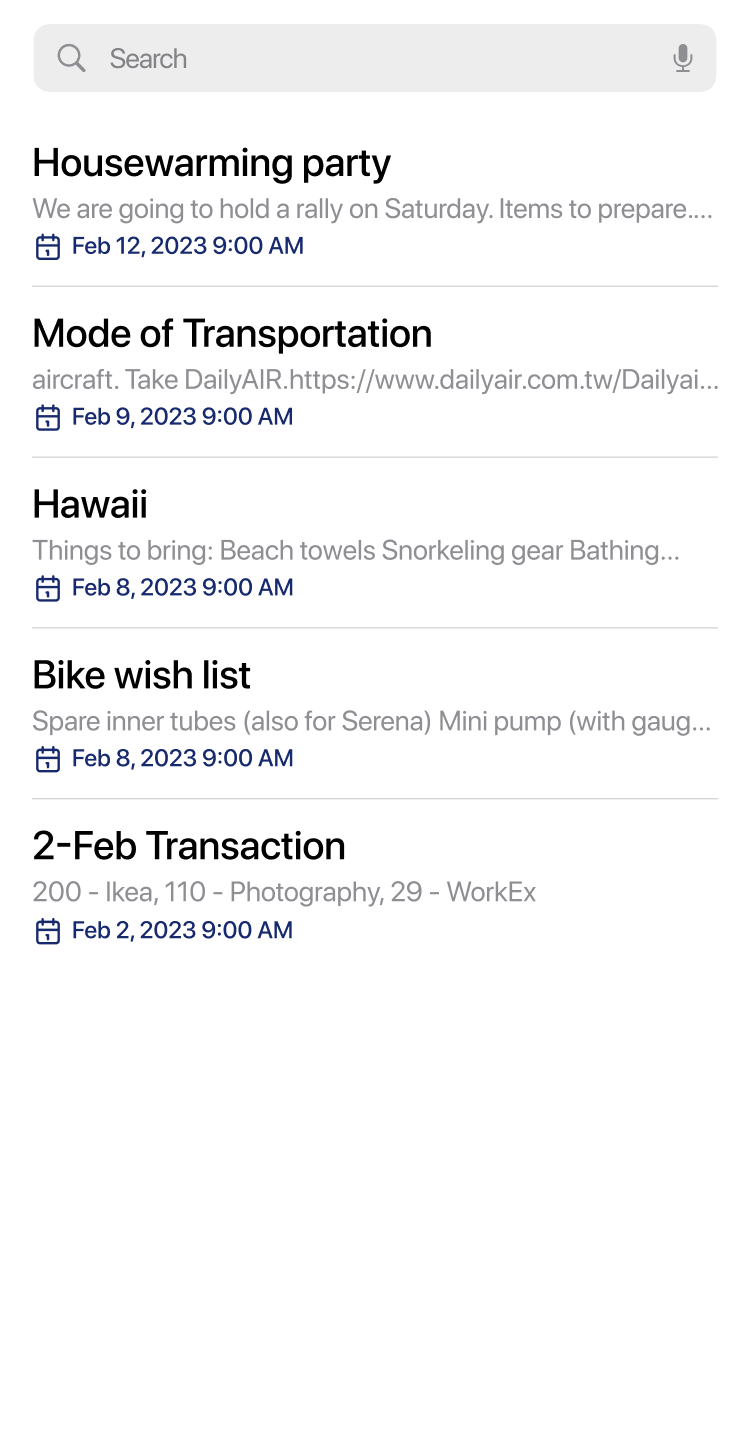 Search
Housewarming party
We are going to hold a rally on Saturday. Items to prepare....
Feb 12, 2023 9:00 AM
Mode of Transportation
aircraft. Take DailyAIR.https://www.dailyair.com.tw/Dailyai...
Feb 9, 2023 9:00 AM
Hawaii
Things to bring: Beach towels Snorkeling gear Bathing...
Feb 8, 2023 9:00 AM
Bike wish list
Spare inner tubes (also for Serena) Mini pump (with gaug...
Feb 8, 2023 9:00 AM
2-Feb Transaction
200 - Ikea, 110 - Photography, 29 - WorkEx
Feb 2, 2023 9:00 AM